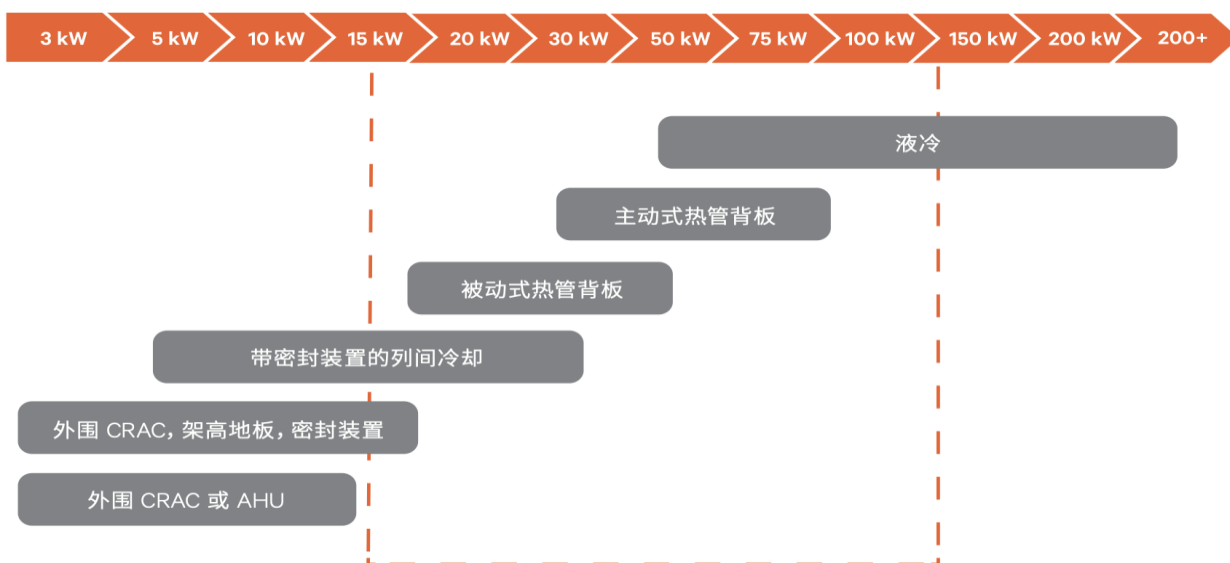 3 kW 5 kW 10 kW 15 kW 20 kW 30 kW 50 kW 75 kW 100 kW 150 kW 200 kW 200+
液冷
主动式热管背板
被动式热管背板
带密封装置的列间冷却
外围 CRAC，架高地板，密封装置
外围 CRAC 或 AHU